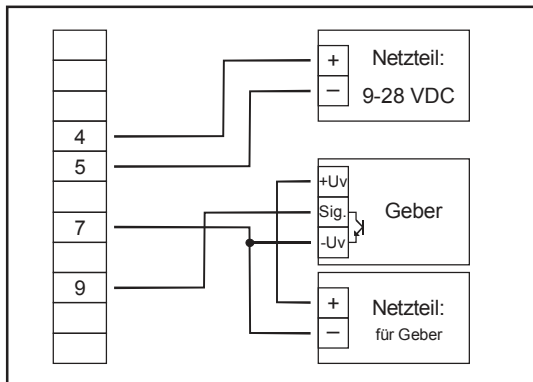 4
5
7
9
+
–
Netzteil:
9-28 VDC
+Uv
Sig.
-Uv
Geber
+
–
Netzteil:
für Geber